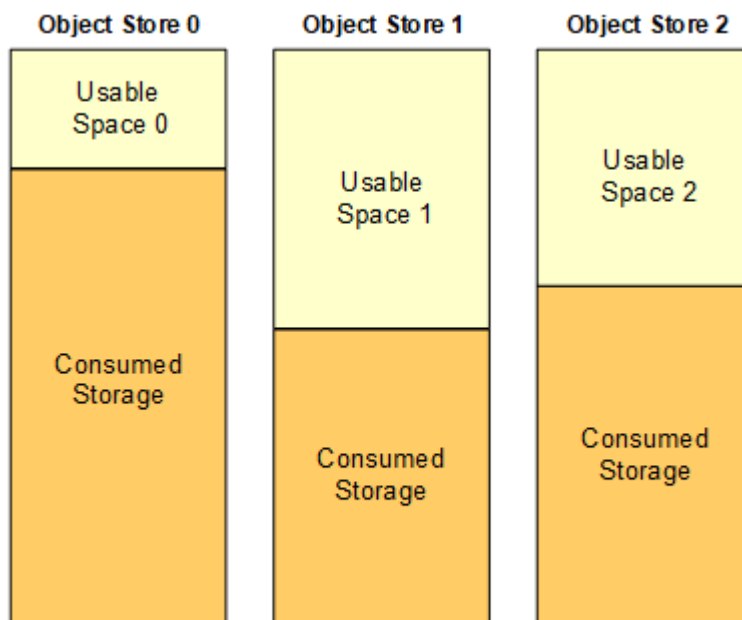 Object Store 0
Object Store 1
Object Store 2
Usable
Space 0
Usable
Space 1
Usable
Space 2
Consumed
Storage
Consumed
Storage
Consumed
Storage